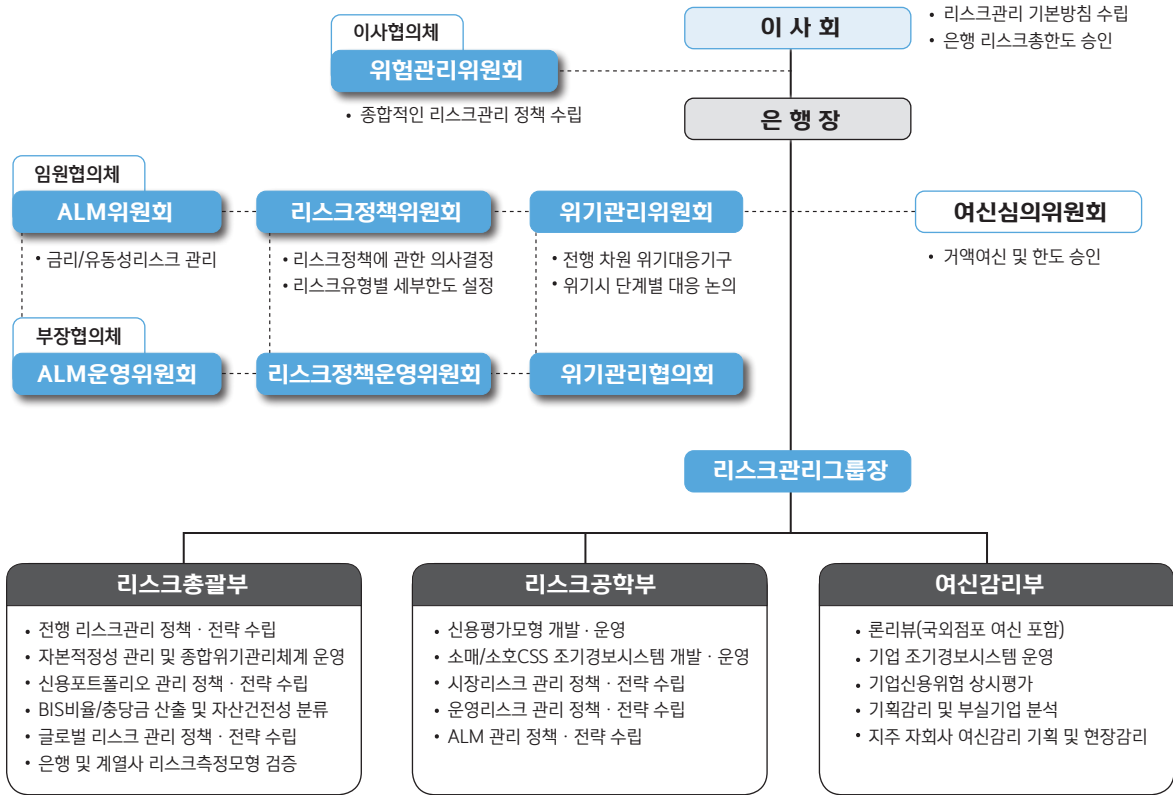 이 사 회
• 리스크관리 기본방침 수립
• 은행 리스크총한도 승인
이사협의체
위험관리위원회
• 종합적인 리스크관리 정책 수립
은 행 장
임원협의체
ALM위원회
• 금리/유동성리스크 관리
리스크정책위원회
• 리스크정책에 관한 의사결정
• 리스크유형별 세부한도 설정
위기관리위원회
• 전행 차원 위기대응기구
• 위기시 단계별 대응 논의
여신심의위원회
• 거액여신 및 한도 승인
부장협의체
ALM운영위원회
리스크정책운영위원회
위기관리협의회
리스크관리그룹장
리스크총괄부
• 전행 리스크관리 정책 · 전략 수립
• 자본적정성 관리 및 종합위기관리체계 운영
• 신용포트폴리오 관리 정책 · 전략 수립
• BIS비율/충당금 산출 및 자산건전성 분류
• 글로벌 리스크 관리 정책 · 전략 수립
• 은행 및 계열사 리스크측정모형 검증
리스크공학부
• 신용평가모형 개발 · 운영
• 소매/소호CSS 조기경보시스템 개발 · 운영
• 시장리스크 관리 정책 · 전략 수립
• 운영리스크 관리 정책 · 전략 수립
• ALM 관리 정책 · 전략 수립
여신감리부
• 론리뷰(국외점포 여신 포함)
• 기업 조기경보시스템 운영
• 기업신용위험 상시평가
• 기획감리 및 부실기업 분석
• 지주 자회사 여신감리 기획 및 현장감리